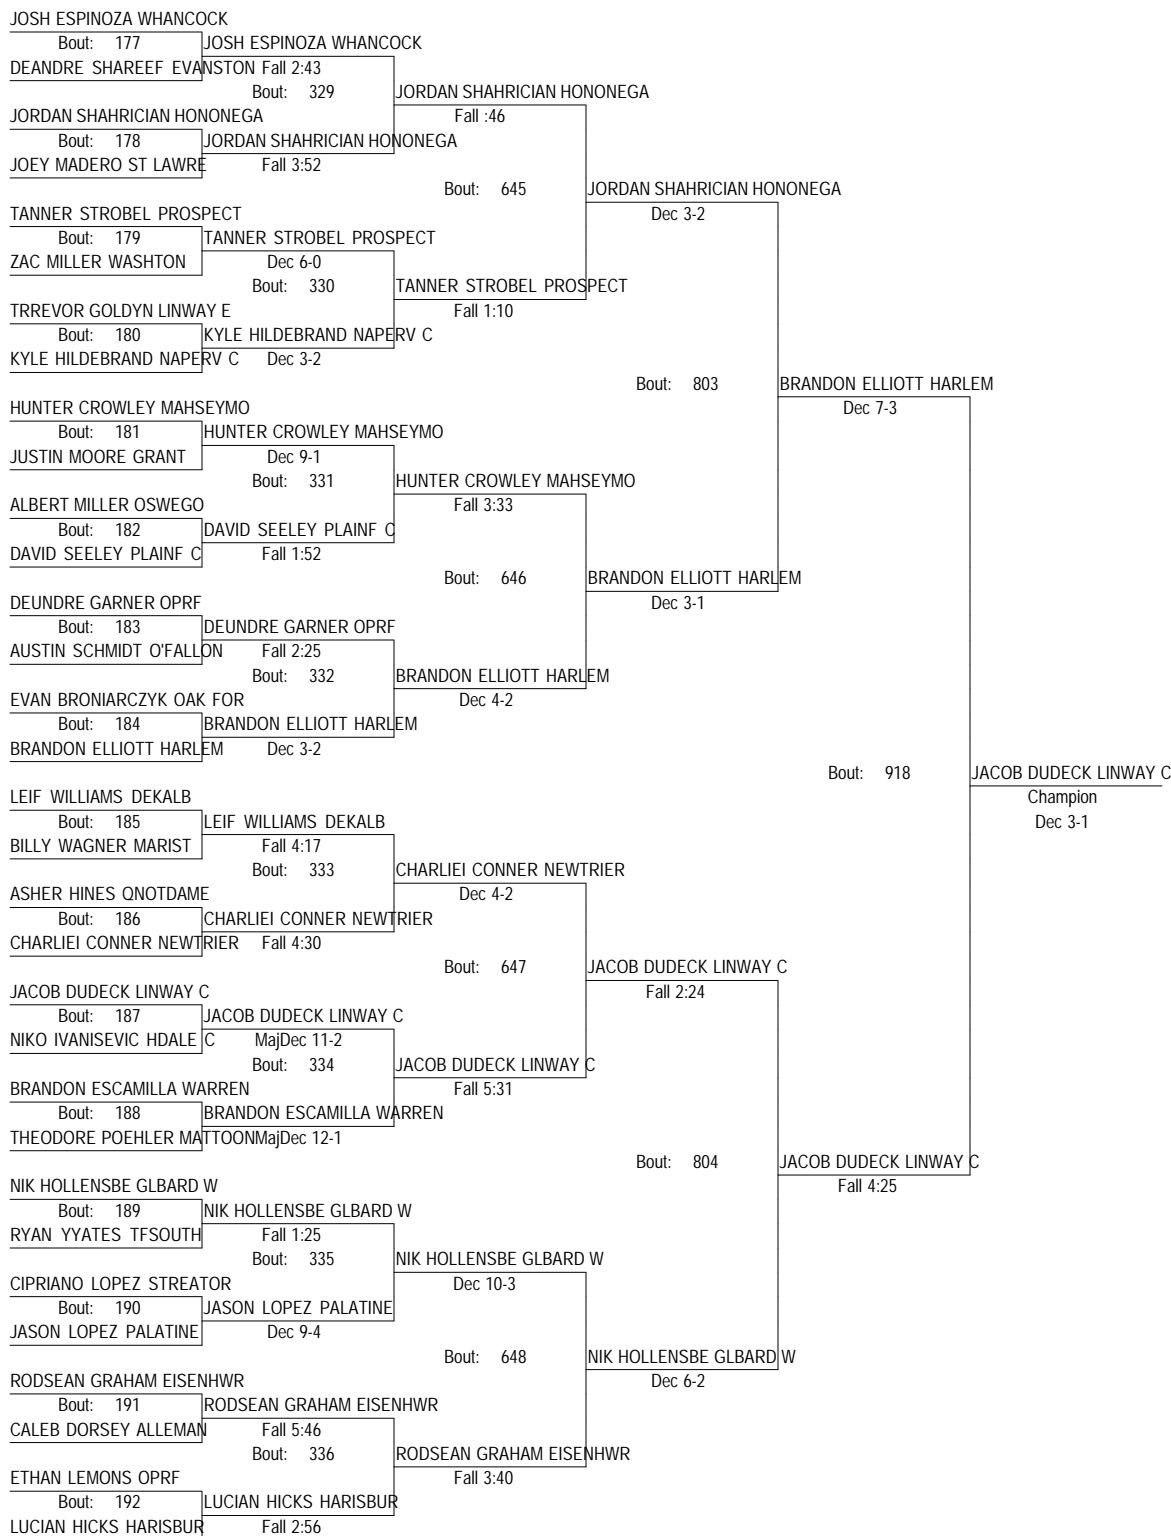 JOSH ESPINOZA WHANCOCK
Bout: 177 JOSH ESPINOZA WHANCOCK
DEANDRE SHAREEF EVANSTON Fall 2:43
Bout: 329 JORDAN SHAHRICIAN HONONEGA
JORDAN SHAHRICIAN HONONEGA Fall :46
Bout: 178 JORDAN SHAHRICIAN HONONEGA
JOEY MADERO ST LAWRE Fall 3:52
Bout: 645 JORDAN SHAHRICIAN HONONEGA
TANNER STROBEL PROSPECT Dec 3-2
Bout: 179 TANNER STROBEL PROSPECT
ZAC MILLER WASHTON Dec 6-0
Bout: 330 TANNER STROBEL PROSPECT
TRREVOR GOLDYN LINWAY E Fall 1:10
Bout: 180 KYLE HILDEBRAND NAPERV C
KYLE HILDEBRAND NAPERV C Dec 3-2
Bout: 803 BRANDON ELLIOTT HARLEM
HUNTER CROWLEY MAHSEYMO Dec 7-3
Bout: 181 HUNTER CROWLEY MAHSEYMO
JUSTIN MOORE GRANT Dec 9-1
Bout: 331 HUNTER CROWLEY MAHSEYMO
ALBERT MILLER OSWEGO Fall 3:33
Bout: 182 DAVID SEELEY PLAINF C
DAVID SEELEY PLAINF C Fall 1:52
Bout: 646 BRANDON ELLIOTT HARLEM
DEUNDRE GARNER OPRF Dec 3-1
Bout: 183 DEUNDRE GARNER OPRF
AUSTIN SCHMIDT O'FALLON Fall 2:25
Bout: 332 BRANDON ELLIOTT HARLEM
EVAN BRONIARCZYK OAK FOR Dec 4-2
Bout: 184 BRANDON ELLIOTT HARLEM
BRANDON ELLIOTT HARLEM Dec 3-2
Bout: 918 JACOB DUDECK LINWAY C
LEIF WILLIAMS DEKALB Champion
Bout: 185 LEIF WILLIAMS DEKALB Dec 3-1
BILLY WAGNER MARIST Fall 4:17
Bout: 333 CHARLIEI CONNER NEWTRIER
ASHER HINES QNOTDAME Dec 4-2
Bout: 186 CHARLIEI CONNER NEWTRIER
CHARLIEI CONNER NEWTRIER Fall 4:30
Bout: 647 JACOB DUDECK LINWAY C
JACOB DUDECK LINWAY C Fall 2:24
Bout: 187 JACOB DUDECK LINWAY C
NIKO IVANISEVIC HDALE C MajDec 11-2
Bout: 334 JACOB DUDECK LINWAY C
BRANDON ESCAMILLA WARREN Fall 5:31
Bout: 188 BRANDON ESCAMILLA WARREN
THEODORE POEHLER MATTOON MajDec 12-1
Bout: 804 JACOB DUDECK LINWAY C
NIK HOLLENSBE GLBARD W Fall 4:25
Bout: 189 NIK HOLLENSBE GLBARD W
RYAN YYATES TFSOUTH Fall 1:25
Bout: 335 NIK HOLLENSBE GLBARD W
CIPRIANO LOPEZ STREATOR Dec 10-3
Bout: 190 JASON LOPEZ PALATINE
JASON LOPEZ PALATINE Dec 9-4
Bout: 648 NIK HOLLENSBE GLBARD W
RODSEAN GRAHAM EISENHWR Dec 6-2
Bout: 191 RODSEAN GRAHAM EISENHWR
CALEB DORSEY ALLEMAN Fall 5:46
Bout: 336 RODSEAN GRAHAM EISENHWR
ETHAN LEMONS OPRF Fall 3:40
Bout: 192 LUCIAN HICKS HARISBUR
LUCIAN HICKS HARISBUR Fall 2:56